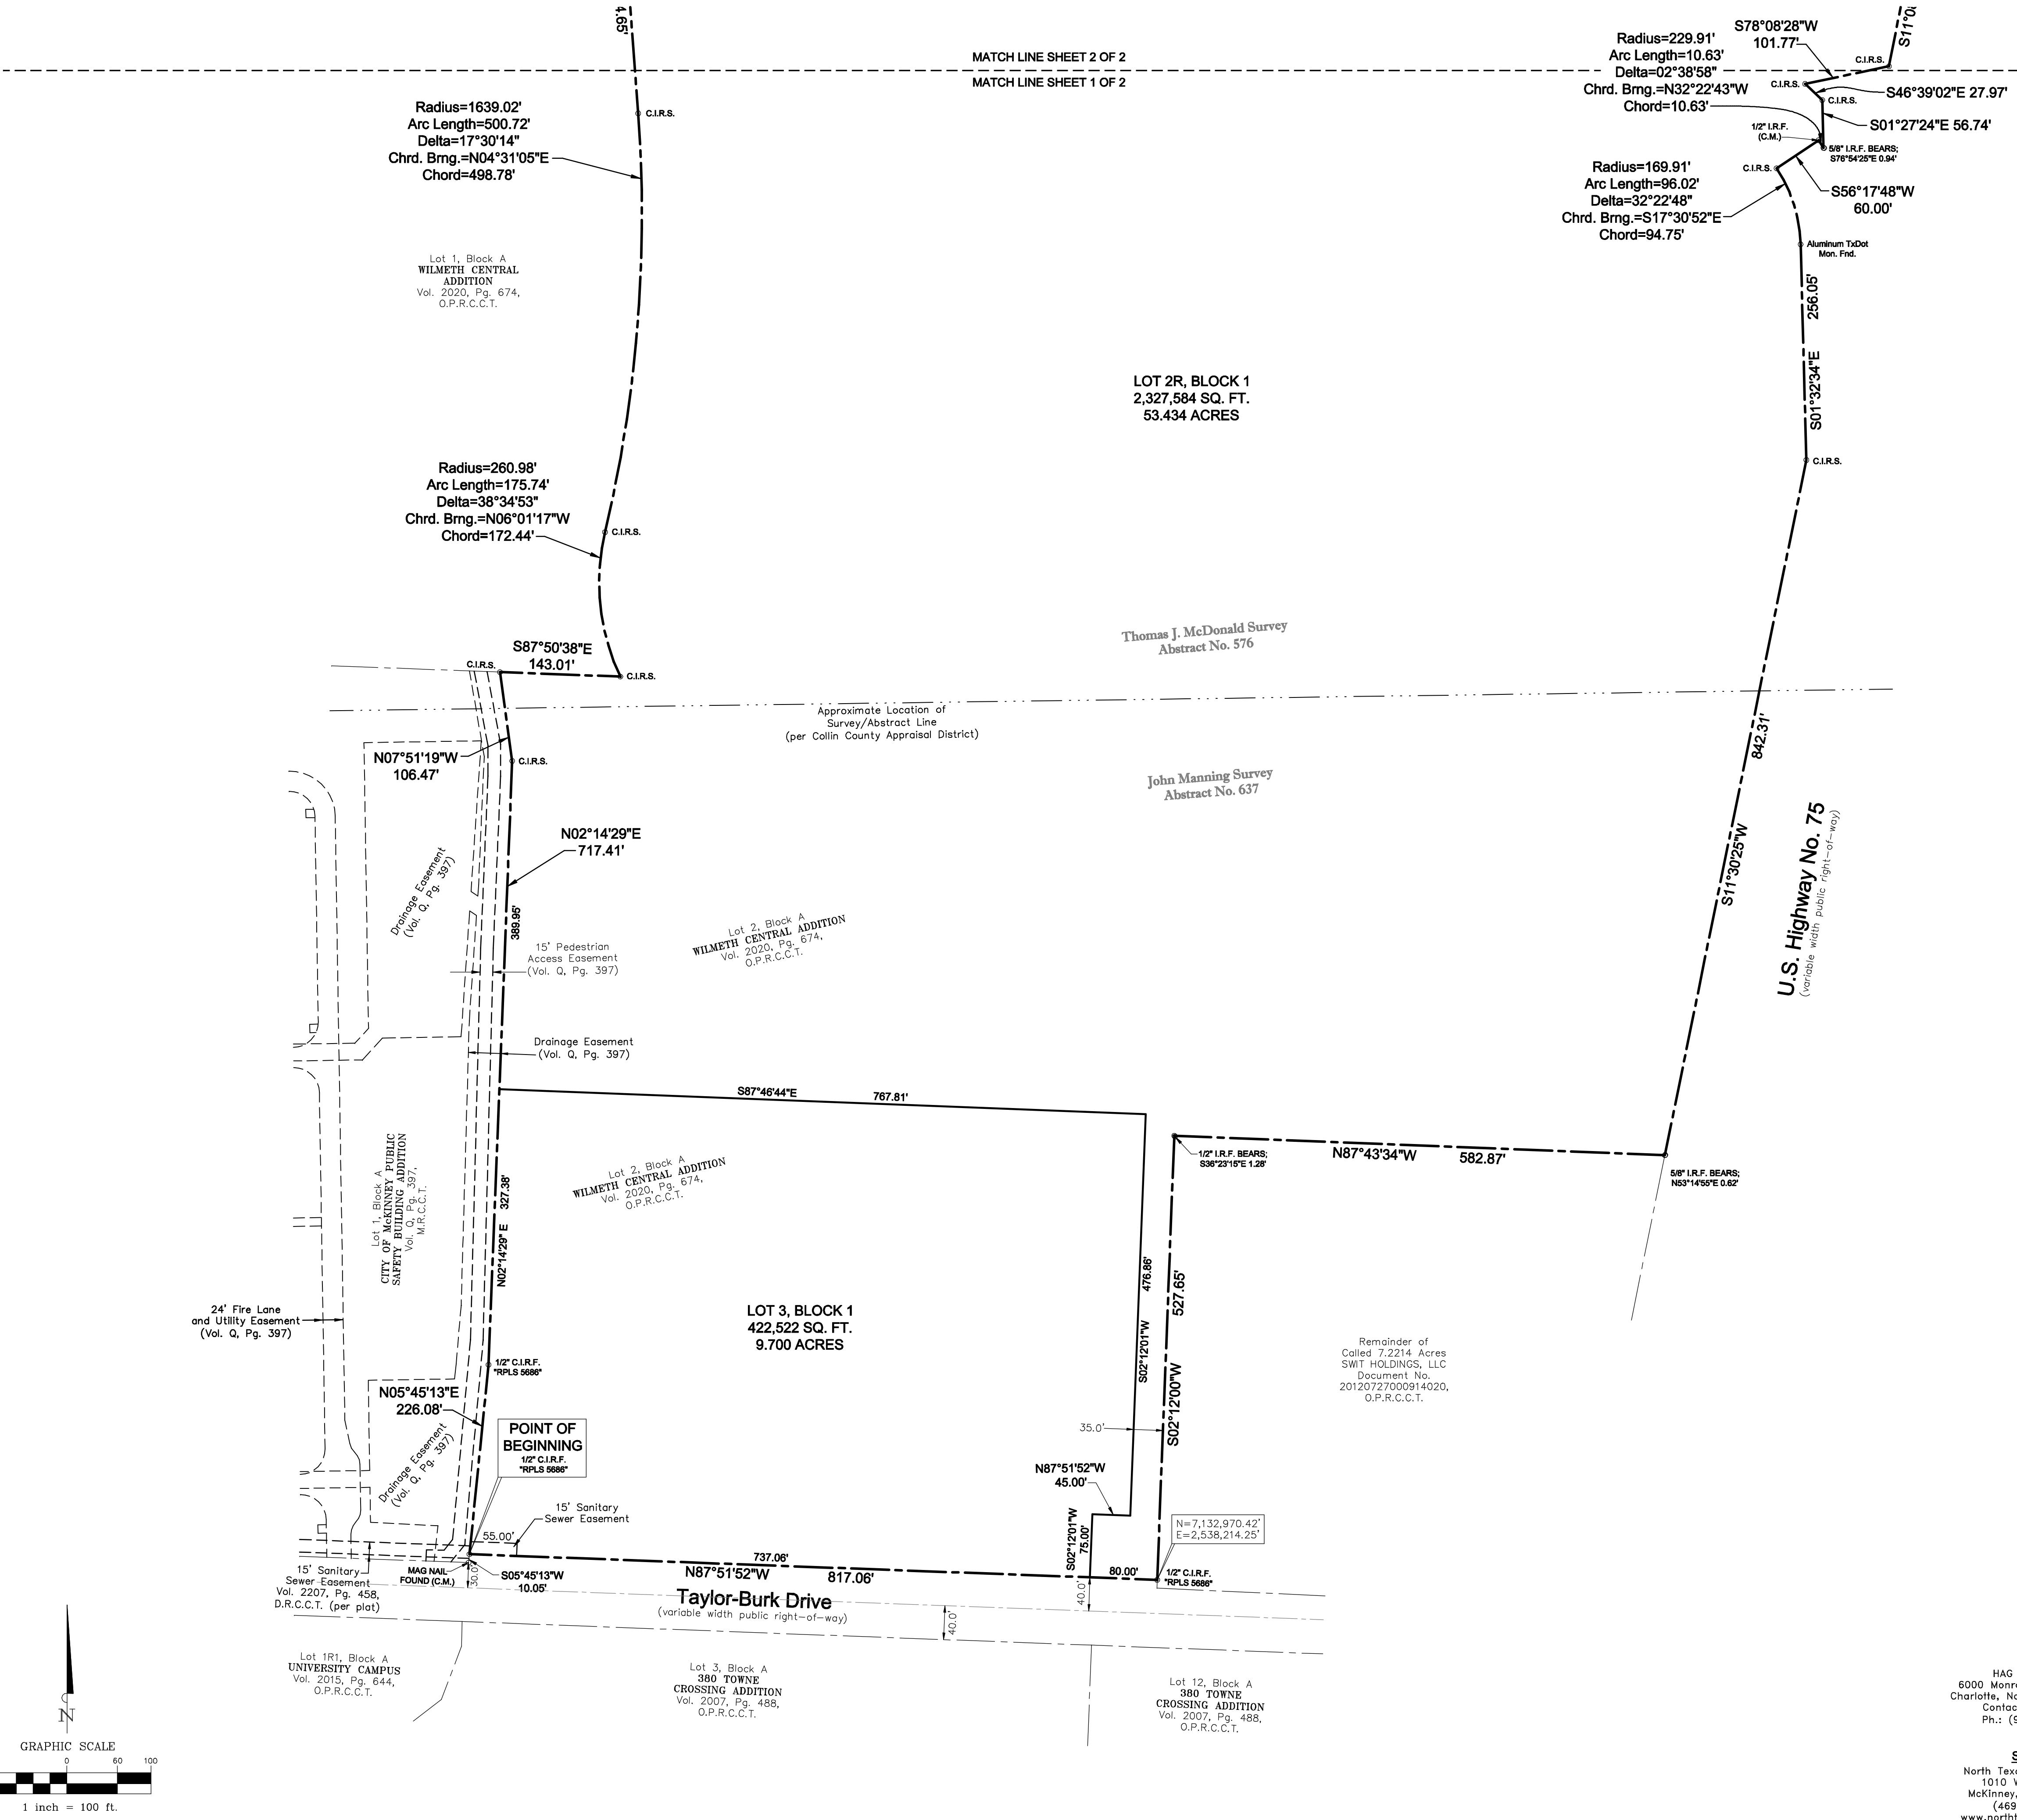 4.65'
MATCH LINE SHEET 2 OF 2
MATCH LINE SHEET 1 OF 2
Radius=229.91'
Arc Length=10.63'
Delta=02°38'58"
Chrd. Brng.=N32°22'43"W
Chord=10.63'
S78°08'28"W
101.77'
C.I.R.S.
C.I.R.S.
S46°39'02"E 27.97'
C.I.R.S.
S01°27'24"E 56.74'
1/2" I.R.F.
(C.M.)
5/8" I.R.F. BEARS;
S76°54'25"E 0.94'
C.I.R.S.
S56°17'48"W
60.00'
Radius=169.91'
Arc Length=96.02'
Delta=32°22'48"
Chrd. Brng.=S17°30'52"E
Chord=94.75'
Aluminum TxDot
Mon. Fnd.
256.05'
S01°32'34"E
C.I.R.S.
Radius=1639.02'
Arc Length=500.72'
Delta=17°30'14"
Chrd. Brng.=N04°31'05"E
Chord=498.78'
C.I.R.S.
Lot 1, Block A
WILMETH CENTRAL
ADDITION
Vol. 2020, Pg. 674,
O.P.R.C.C.T.
LOT 2R, BLOCK 1
2,327,584 SQ. FT.
53.434 ACRES
Radius=260.98'
Arc Length=175.74'
Delta=38°34'53"
Chrd. Brng.=N06°01'17"W
Chord=172.44'
C.I.R.S.
Thomas J. McDonald Survey
Abstract No. 576
S87°50'38"E
143.01'
C.I.R.S.
C.I.R.S.
Approximate Location of
Survey/Abstract Line
(per Collin County Appraisal District)
John Manning Survey
Abstract No. 637
842.31'
S11°30'25"W
U.S. Highway No. 75
(variable width public right-of-way)
N07°51'19"W
106.47'
C.I.R.S.
N02°14'29"E
717.41'
Drainage Easement
(Vol. Q, Pg. 397)
389.95'
15' Pedestrian
Access Easement
(Vol. Q, Pg. 397)
Lot 2, Block A
WILMETH CENTRAL ADDITION
Vol. 2020, Pg. 674,
O.P.R.C.C.T.
Drainage Easement
(Vol. Q, Pg. 397)
S87°46'44"E
767.81'
1/2" I.R.F. BEARS;
S36°23'15"E 1.28'
N87°43'34"W
582.87'
5/8" I.R.F. BEARS;
N53°14'55"E 0.62'
Lot 1, Block A
CITY OF McKINNEY PUBLIC
SAFETY BUILDING ADDITION
Vol. Q, Pg. 397,
M.R.C.C.T.
N02°14'29" E 327.38'
Lot 2, Block A
WILMETH CENTRAL ADDITION
Vol. 2020, Pg. 674,
O.P.R.C.C.T.
476.86'
S02°12'01"W
527.65'
S02°12'00"W
24' Fire Lane
and Utility Easement
(Vol. Q, Pg. 397)
LOT 3, BLOCK 1
422,522 SQ. FT.
9.700 ACRES
Remainder of
Called 7.2214 Acres
SWIT HOLDINGS, LLC
Document No.
20120727000914020,
O.P.R.C.C.T.
1/2" C.I.R.F.
"RPLS 5686"
N05°45'13"E
226.08'
POINT OF
BEGINNING
1/2" C.I.R.F.
"RPLS 5686"
35.0'
Drainage Easement
(Vol. Q, Pg. 397)
N87°51'52"W
45.00'
15' Sanitary
Sewer Easement
55.00'
S02°12'01"W
75.00'
N=7,132,970.42'
E=2,538,214.25'
737.06'
N87°51'52"W
817.06'
80.00'
1/2" C.I.R.F.
"RPLS 5686"
15' Sanitary
Sewer Easement
Vol. 2207, Pg. 458,
D.R.C.C.T. (per plat)
MAG NAIL
FOUND (C.M.)
30.0'
S05°45'13"W
10.05'
Taylor-Burk Drive
(variable width public right-of-way)
40.0'
40.0'
Lot 1R1, Block A
UNIVERSITY CAMPUS
Vol. 2015, Pg. 644,
O.P.R.C.C.T.
Lot 3, Block A
380 TOWNE
CROSSING ADDITION
Vol. 2007, Pg. 488,
O.P.R.C.C.T.
Lot 12, Block A
380 TOWNE
CROSSING ADDITION
Vol. 2007, Pg. 488,
O.P.R.C.C.T.
N
GRAPHIC SCALE
0 60 100
1 inch = 100 ft.
HAG
6000
Charlotte,
Ph.:
North
1010
McKinney,
(469